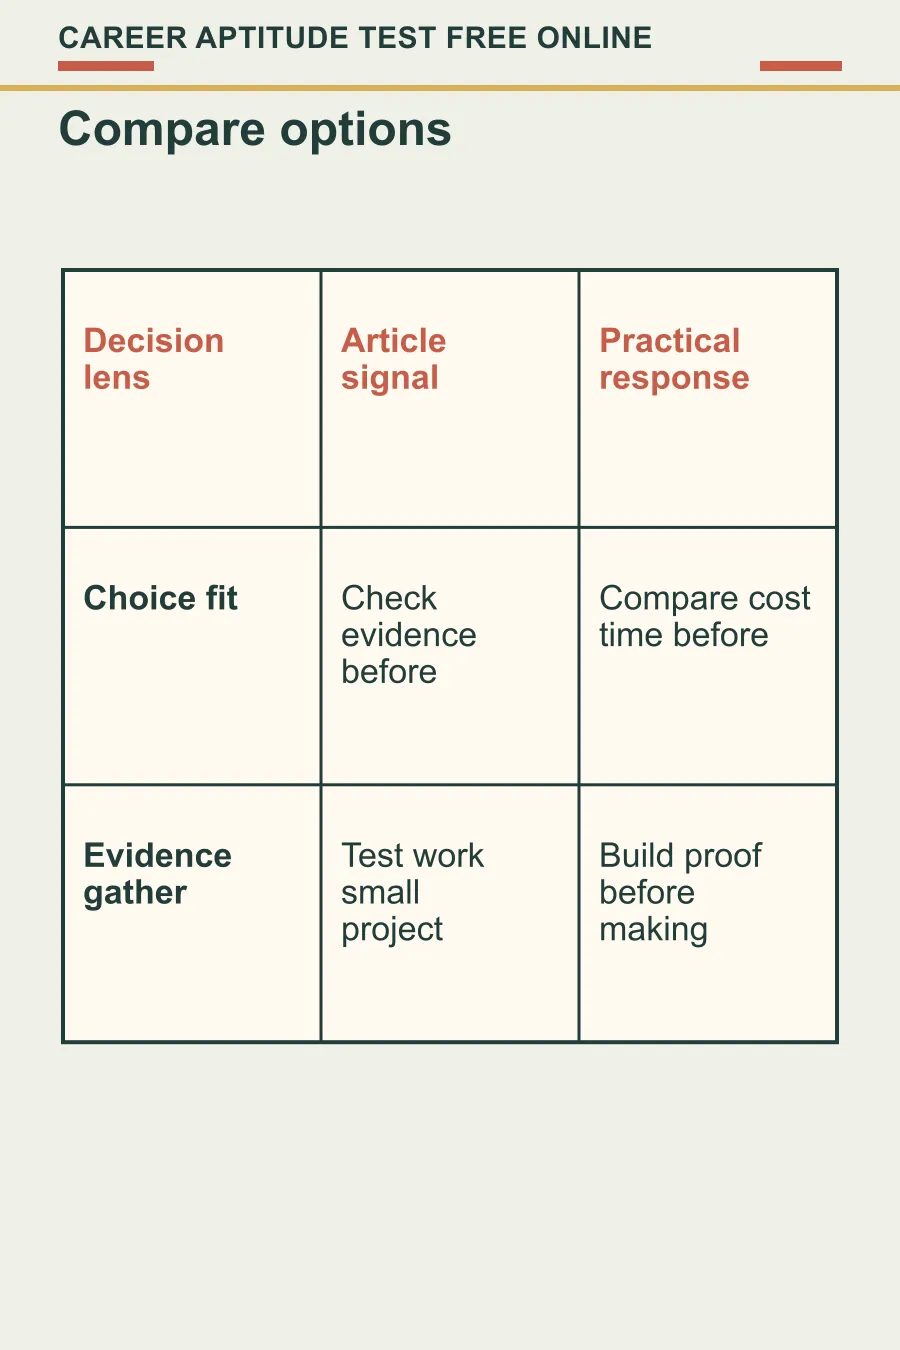 CAREER APTITUDE TEST FREE ONLINE
Compare options
Decision
lens
Article
signal
Practical
response
Choice fit
Check
evidence
before
Compare cost
time before
Evidence
gather
Test work
small
project
Build proof
before
making